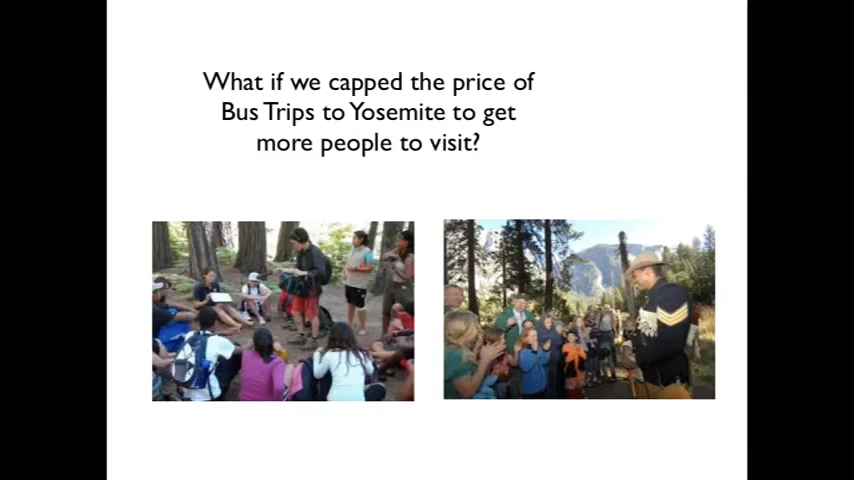 What if we capped the price of
Bus Trips to Yosemite to get
more people to visit?